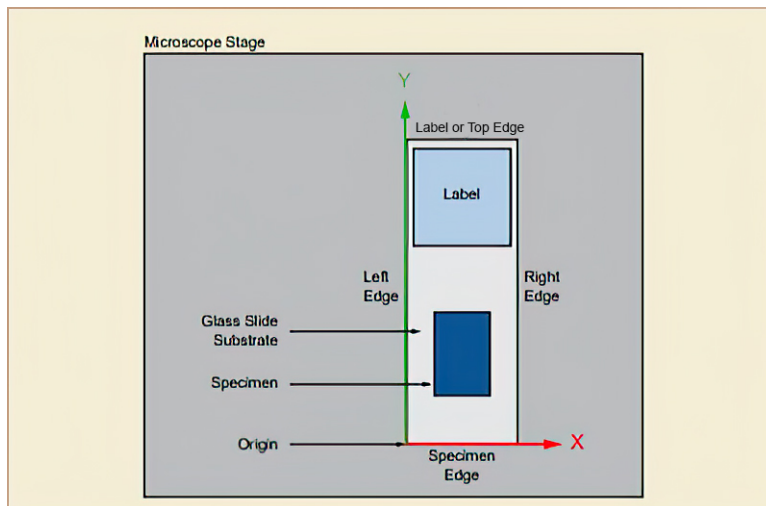 Microscope Stage
Y
Label or Top Edge
Label
Left
Edge
Right
Edge
Glass Slide
Substrate
Specimen
Origin
X
Specimen
Edge